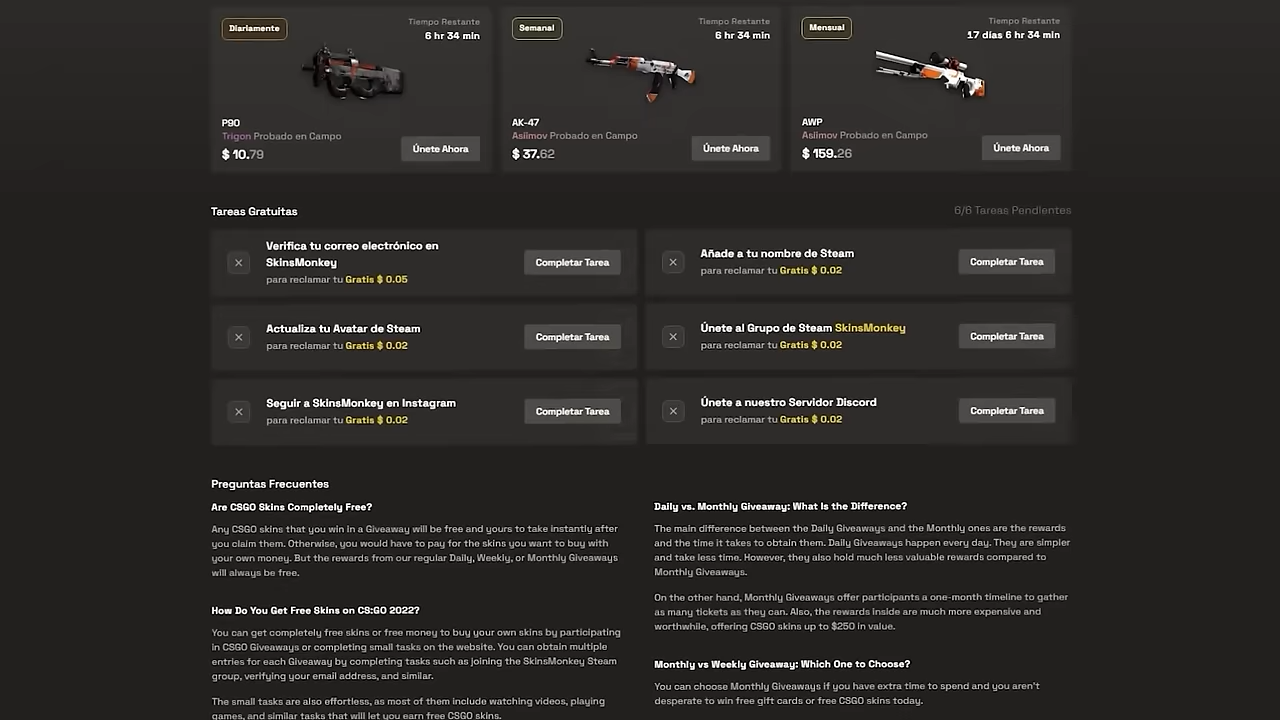 Diariamente
Tiempo Restante
6 hr 34 min
P90
Trigon Probado en Campo
$ 10.79
Únete Ahora
Semanal
Tiempo Restante
6 hr 34 min
AK-47
Asiimov Probado en Campo
$ 37.62
Únete Ahora
Mensual
Tiempo Restante
17 días 6 hr 34 min
AWP
Asiimov Probado en Campo
$ 159.26
Únete Ahora
Tareas Gratuitas
6/6 Tareas Pendientes
Verifica tu correo electrónico en
SkinsMonkey
para reclamar tu Gratis $ 0.05
Completar Tarea
Añade a tu nombre de Steam
para reclamar tu Gratis $ 0.02
Completar Tarea
Actualiza tu Avatar de Steam
para reclamar tu Gratis $ 0.02
Completar Tarea
Únete al Grupo de Steam SkinsMonkey
para reclamar tu Gratis $ 0.02
Completar Tarea
Seguir a SkinsMonkey en Instagram
para reclamar tu Gratis $ 0.02
Completar Tarea
Únete a nuestro Servidor Discord
para reclamar tu Gratis $ 0.02
Completar Tarea
Preguntas Frecuentes
Are CSGO Skins Completely Free?
Any CSGO skins that you win in a Giveaway will be free and yours to take instantly after
you claim them. Otherwise, you would have to pay for the skins you want to buy with
your own money. But the rewards from our regular Daily, Weekly, or Monthly Giveaways
will always be free.
How Do You Get Free Skins on CS:GO 2022?
You can get completely free skins or free money to buy your own skins by participating
in CSGO Giveaways or completing small tasks on the website. You can obtain multiple
entries for each Giveaway by completing tasks such as joining the SkinsMonkey Steam
group, verifying your email address, and similar.
The small tasks are also effortless, as most of them include watching videos, playing
games, and similar tasks that will let you earn free CSGO skins.
Daily vs. Monthly Giveaway: What Is the Difference?
The main difference between the Daily Giveaways and the Monthly ones are the rewards
and the time it takes to obtain them. Daily Giveaways happen every day. They are simpler
and take less time. However, they also hold much less valuable rewards compared to
Monthly Giveaways.
On the other hand, Monthly Giveaways offer participants a one-month timeline to gather
as many tickets as they can. Also, the rewards inside are much more expensive and
worthwhile, offering CSGO skins up to $250 in value.
Monthly vs Weekly Giveaway: Which One to Choose?
You can choose Monthly Giveaways if you have extra time to spend and you aren't
desperate to win free gift cards or free CSGO skins today.